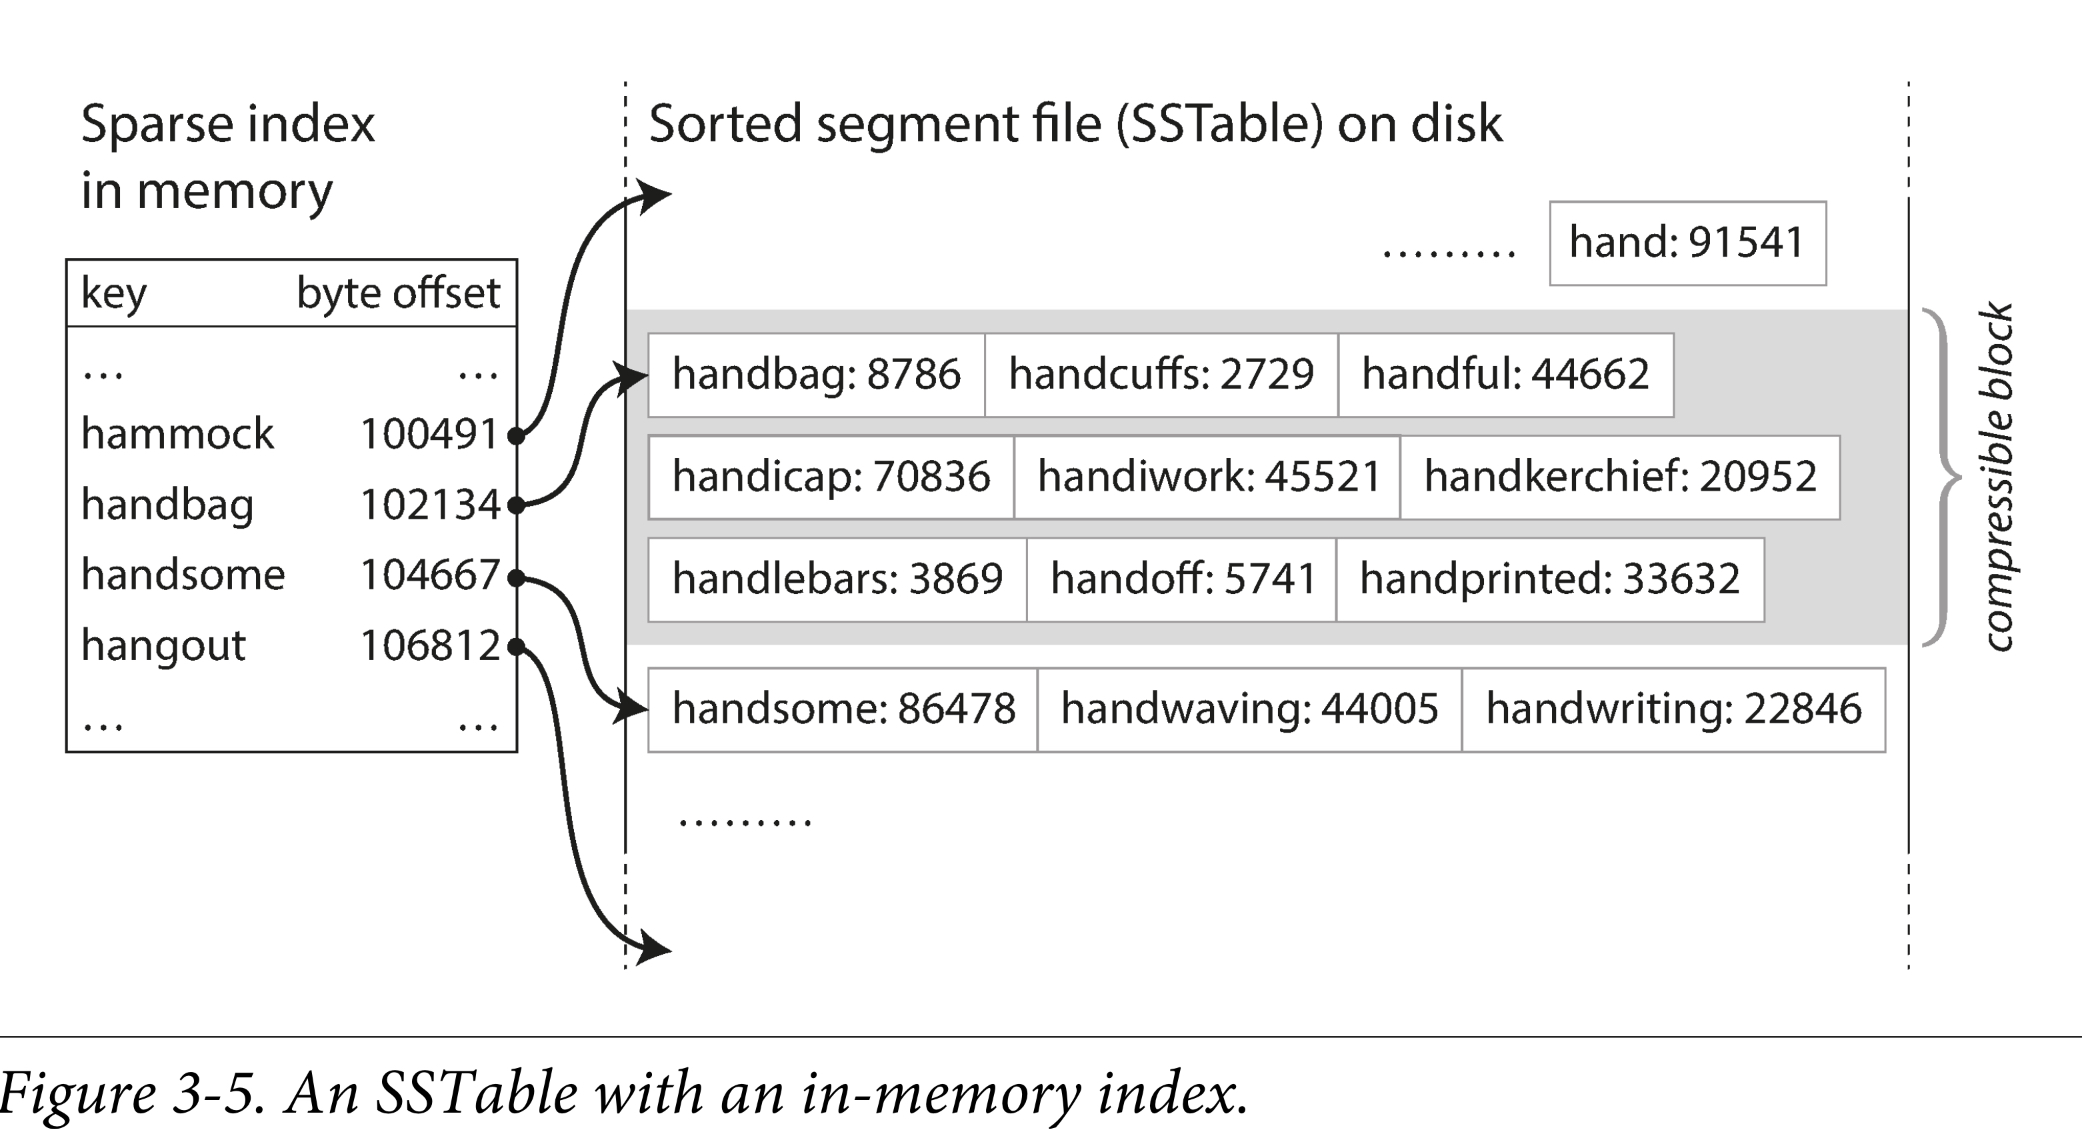 Sparse index
in memory
key byte offset
... ...
hammock 100491
handbag 102134
handsome 104667
hangout 106812
... ...
Sorted segment file (SSTable) on disk
......... hand: 91541
handbag: 8786 handcuffs: 2729 handful: 44662
handicap: 70836 handiwork: 45521 handkerchief: 20952
handlebars: 3869 handoff: 5741 handprinted: 33632
handsome: 86478 handwaving: 44005 handwriting: 22846
.........
compressible block
Figure 3-5. An SSTable with an in-memory index.